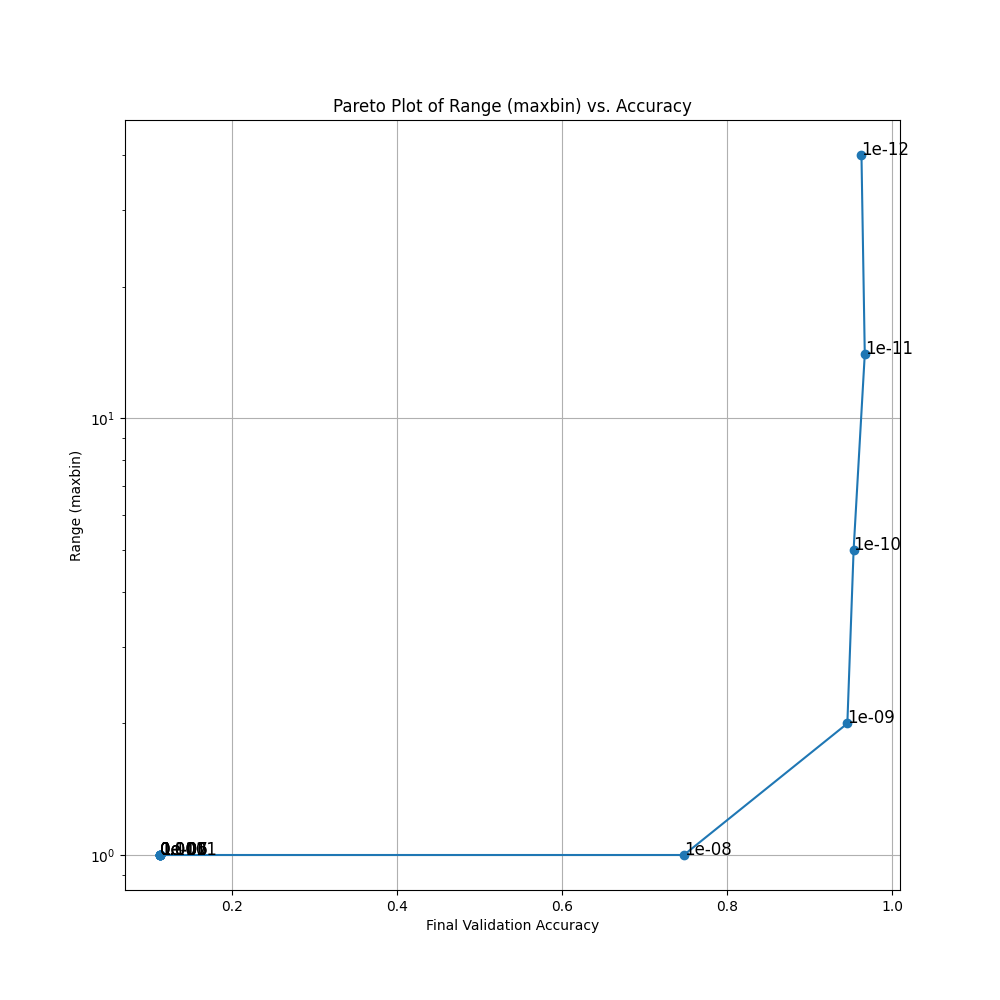 Pareto Plot of Range (maxbin) vs. Accuracy
1e-12
1e-11
10¹
Range (maxbin)
1e-10
1e-09
1e-08
10⁰
0.2 0.4 0.6 0.8 1.0
Final Validation Accuracy